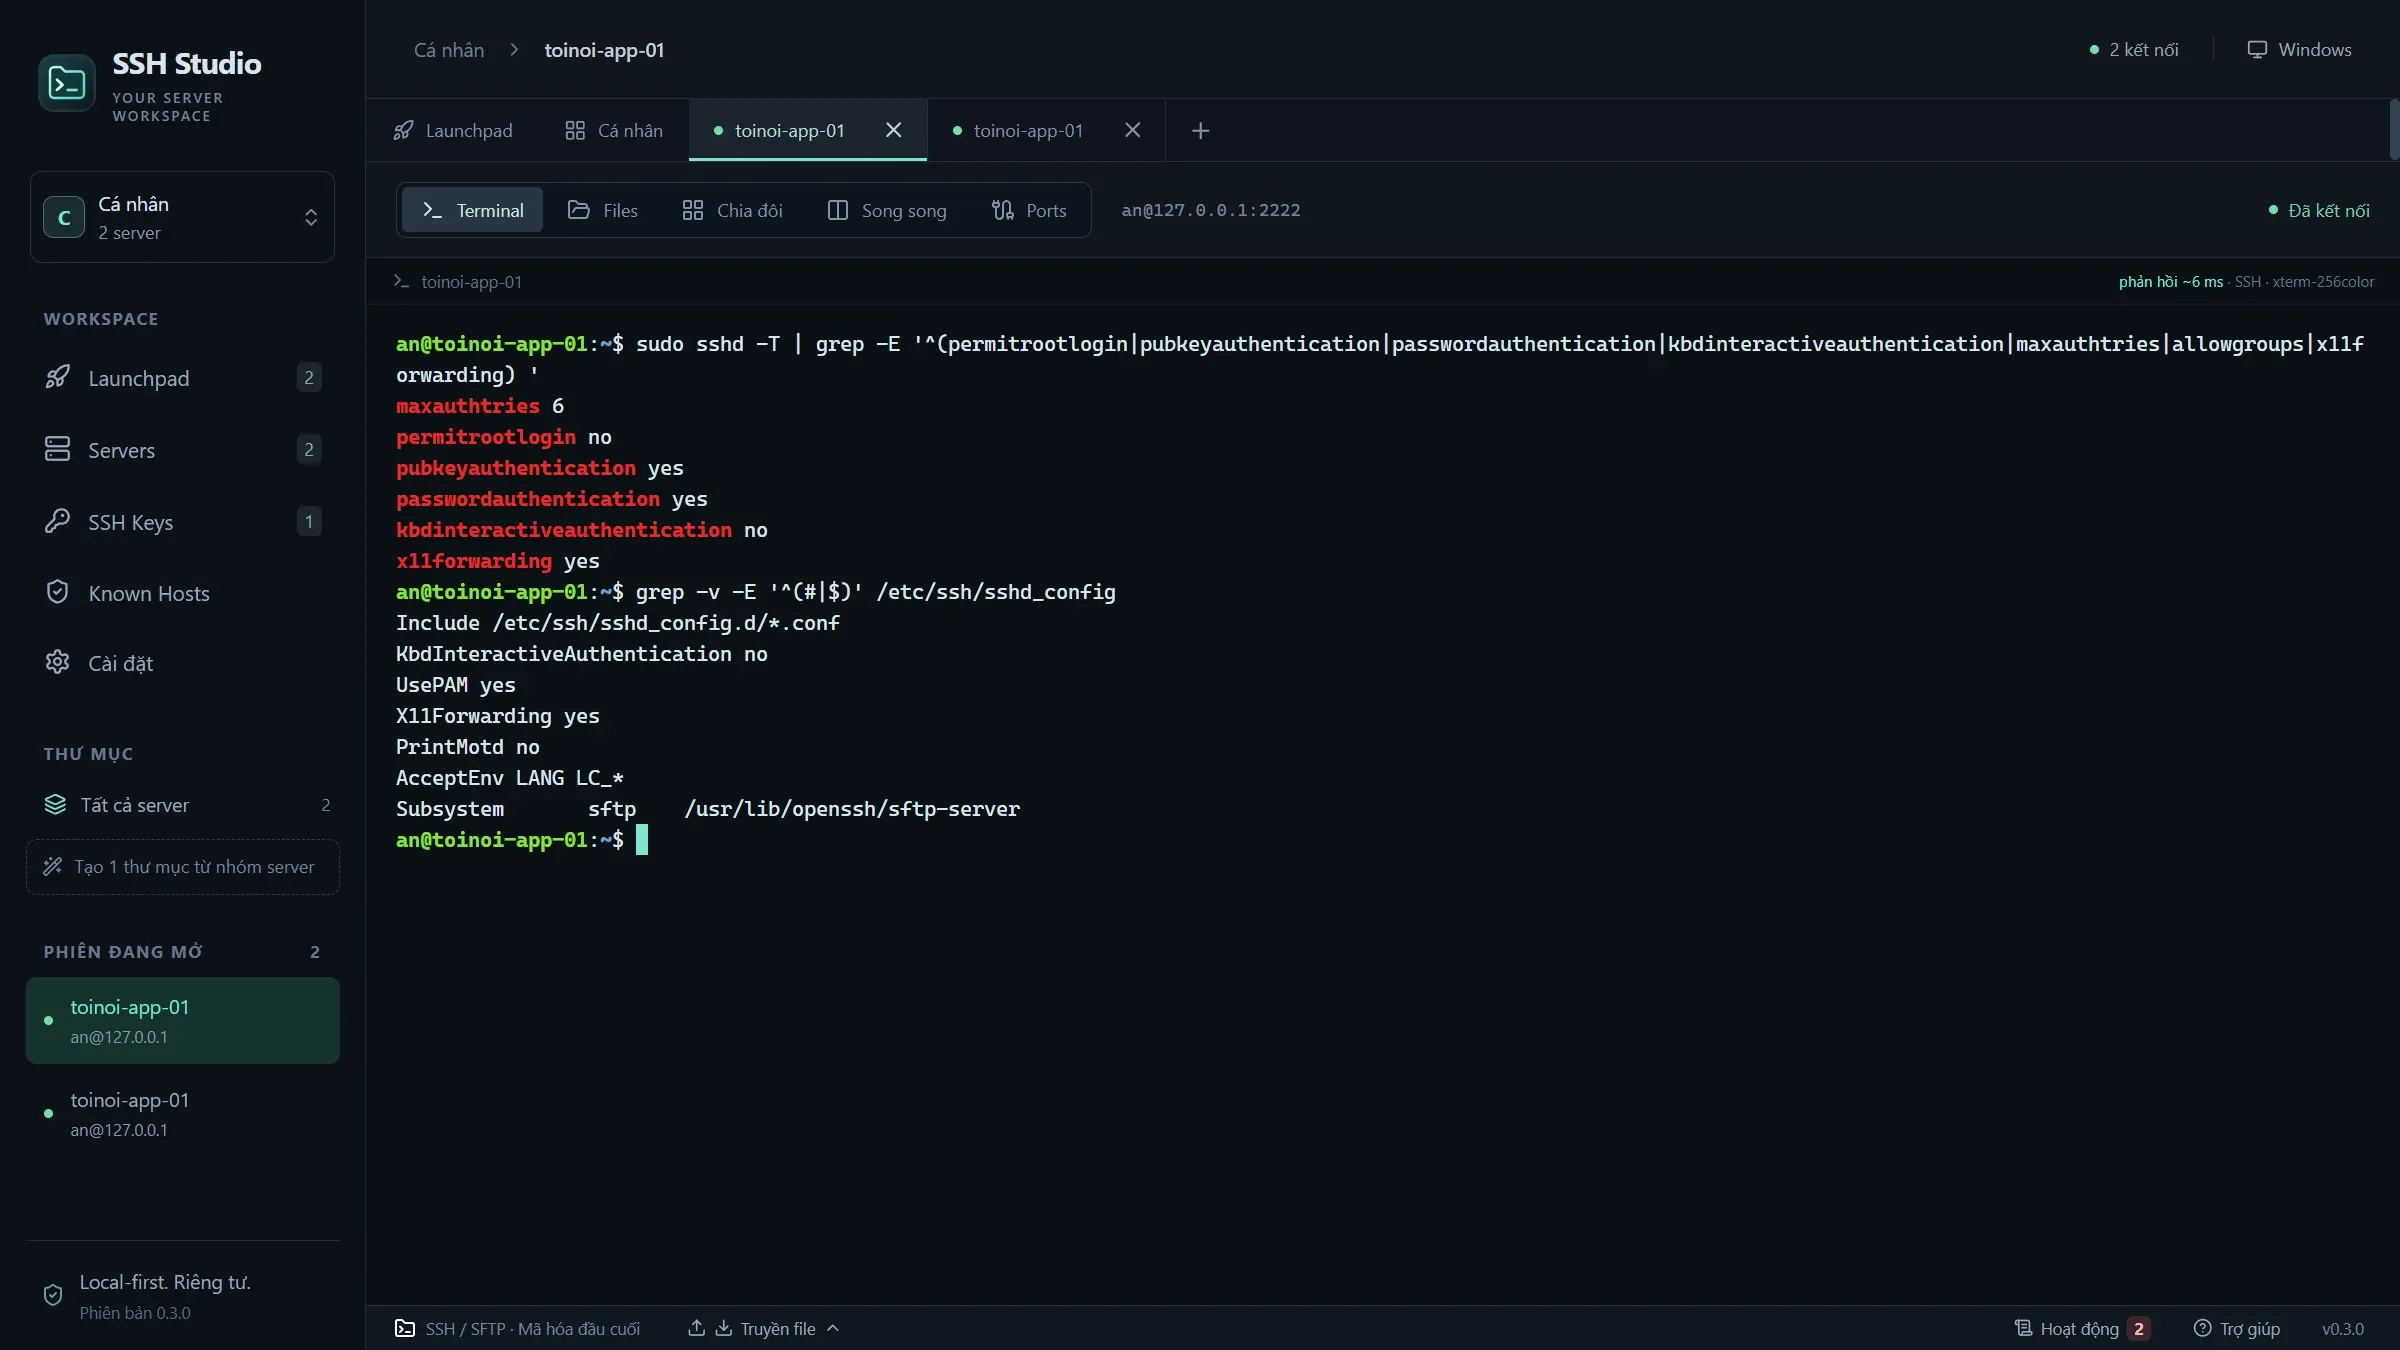 SSH Studio
YOUR SERVER
WORKSPACE
C
Cá nhân
2 server
WORKSPACE
Launchpad 2
Servers 2
SSH Keys 1
Known Hosts
Cài đặt
THƯ MỤC
Tất cả server 2
Tạo 1 thư mục từ nhóm server
PHIÊN ĐANG MỞ 2
toinoi-app-01
an@127.0.0.1
toinoi-app-01
an@127.0.0.1
Local-first. Riêng tư.
Phiên bản 0.3.0
Cá nhân > toinoi-app-01
2 kết nối
Windows
Launchpad
Cá nhân
toinoi-app-01
toinoi-app-01
Terminal
Files
Chia đôi
Song song
Ports
an@127.0.0.1:2222
Đã kết nối
toinoi-app-01
phản hồi ~6 ms · SSH · xterm-256color
an@toinoi-app-01:~$ sudo sshd -T | grep -E '^(permitrootlogin|pubkeyauthentication|passwordauthentication|kbdinteractiveauthentication|maxauthtries|allowgroups|x11f
orwarding) '
maxauthtries 6
permitrootlogin no
pubkeyauthentication yes
passwordauthentication yes
kbdinteractiveauthentication no
x11forwarding yes
an@toinoi-app-01:~$ grep -v -E '^(#|$)' /etc/ssh/sshd_config
Include /etc/ssh/sshd_config.d/*.conf
KbdInteractiveAuthentication no
UsePAM yes
X11Forwarding yes
PrintMotd no
AcceptEnv LANG LC_*
Subsystem sftp /usr/lib/openssh/sftp-server
an@toinoi-app-01:~$
SSH / SFTP · Mã hóa đầu cuối
Truyền file
Hoạt động 2
Trợ giúp
v0.3.0